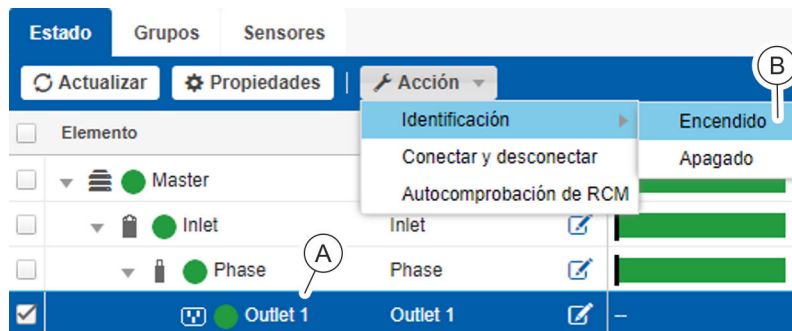 Estado Grupos Sensores
Actualizar Propiedades | Acción
B
Elemento
Identificación Encendido
Conectar y desconectar Apagado
Autocomprobación de RCM
Master
Inlet Inlet
A
Phase Phase
Outlet 1 Outlet 1 --